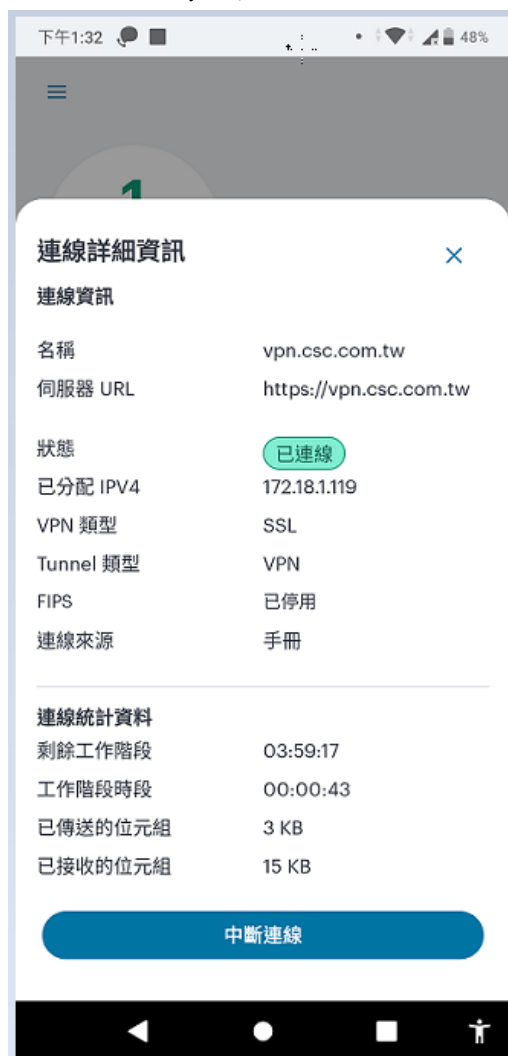 下午1:32 48%
1
連線詳細資訊
連線資訊
名稱 vpn.csc.com.tw
伺服器 URL https://vpn.csc.com.tw
狀態 已連線
已分配 IPV4 172.18.1.119
VPN 類型 SSL
Tunnel 類型 VPN
FIPS 已停用
連線來源 手冊
連線統計資料
剩餘工作階段 03:59:17
工作階段時段 00:00:43
已傳送的位元組 3 KB
已接收的位元組 15 KB
中斷連線